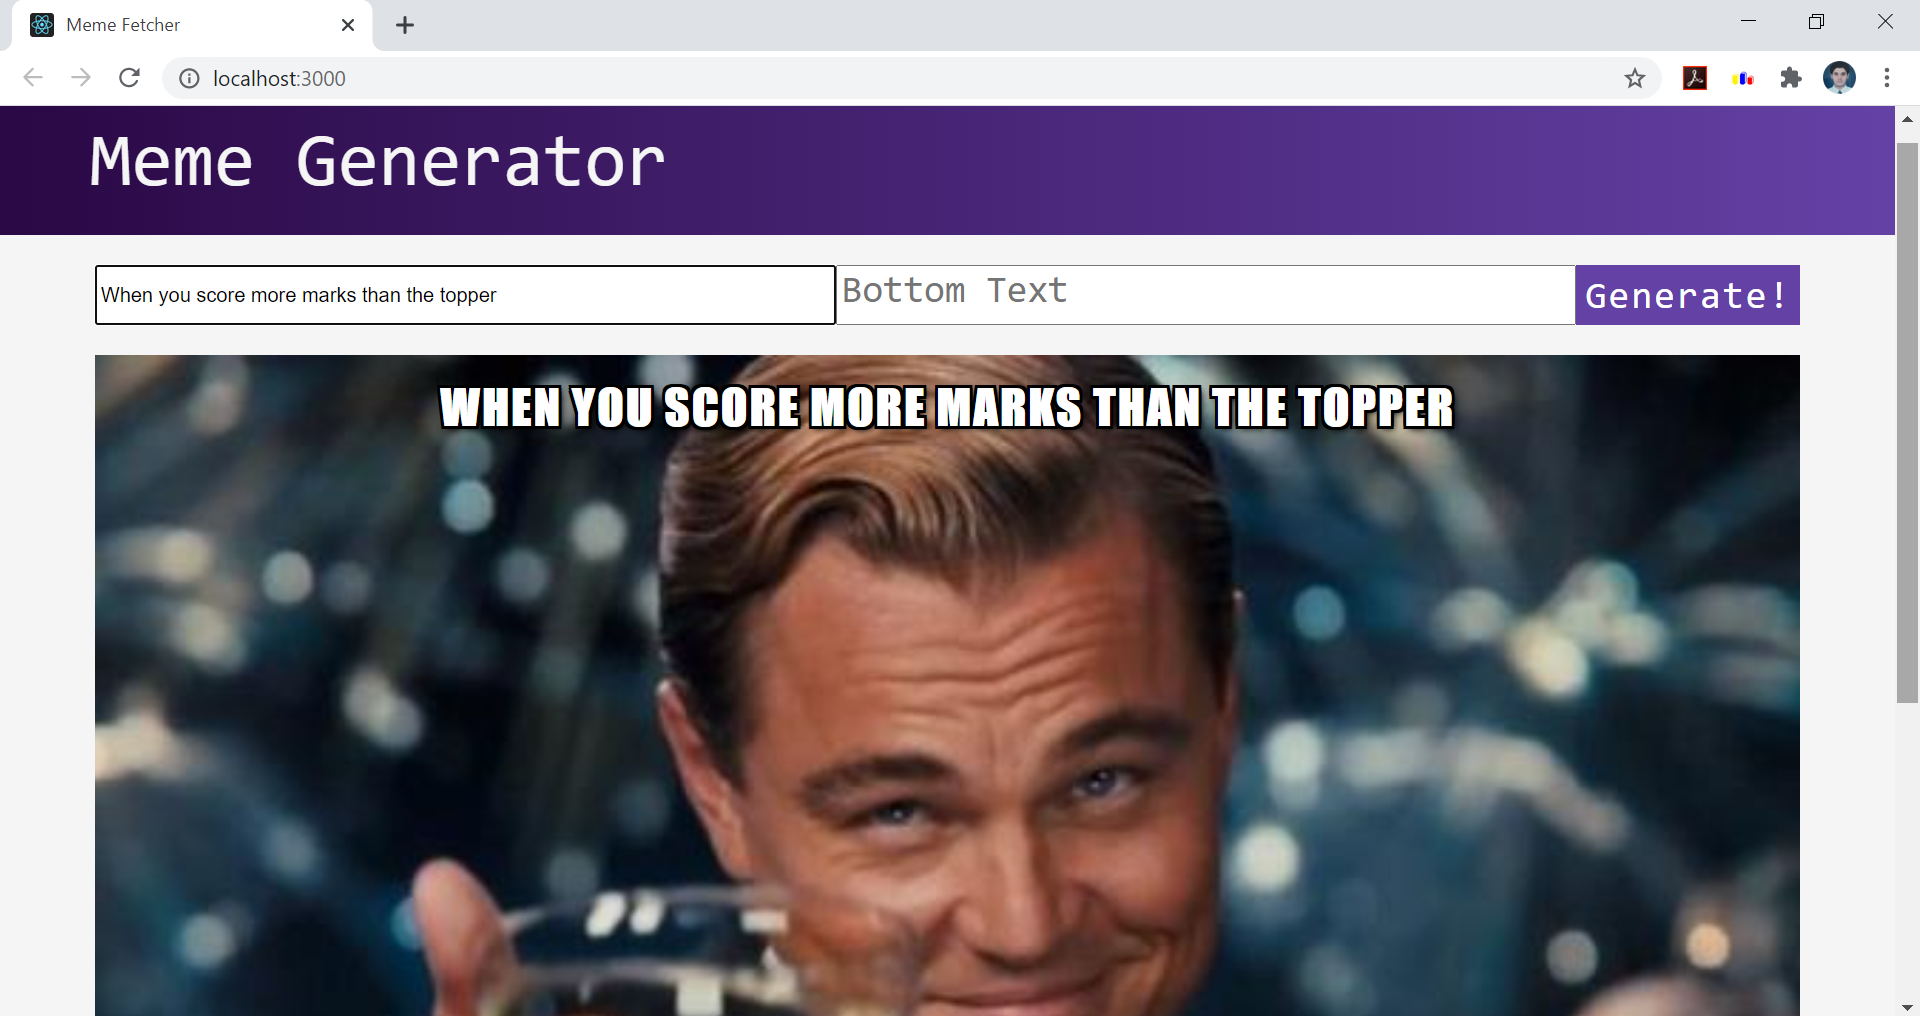 Meme Fetcher
localhost:3000
Meme Generator
When you score more marks than the topper
Bottom Text
Generate!
WHEN YOU SCORE MORE MARKS THAN THE TOPPER